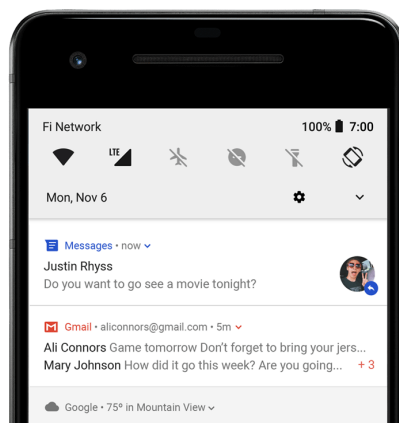 Fi Network 100% 7:00
LTE
Mon, Nov 6
Messages • now
Justin Rhyss
Do you want to go see a movie tonight?
Gmail • aliconnors@gmail.com • 5m
Ali Connors Game tomorrow Don’t forget to bring your jers...
Mary Johnson How did it go this week? Are you going... + 3
Google • 75º in Mountain View